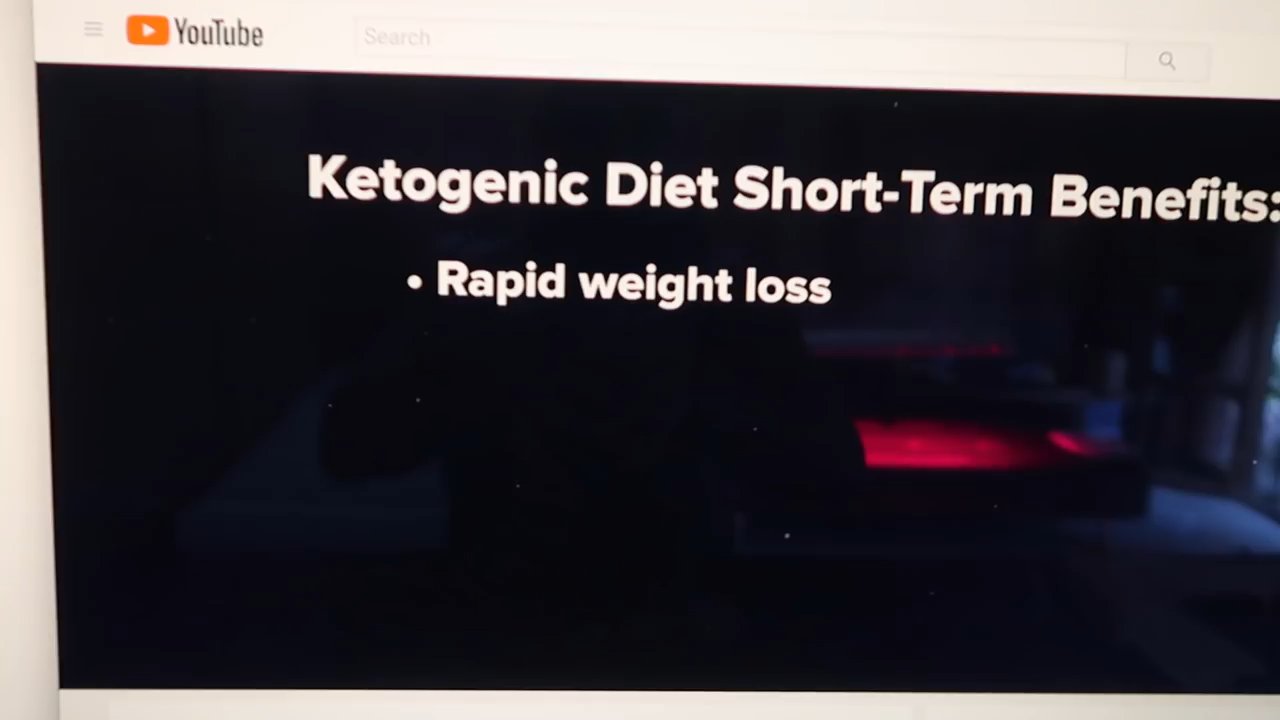 YouTube
Search
Ketogenic Diet Short-Term Benefits:
• Rapid weight loss